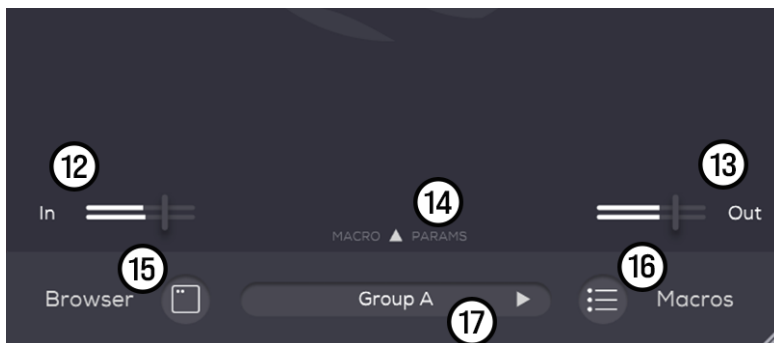 12
13
In
Out
14
MACRO ▲ PARAMS
15
16
Browser
Group A
Macros
17